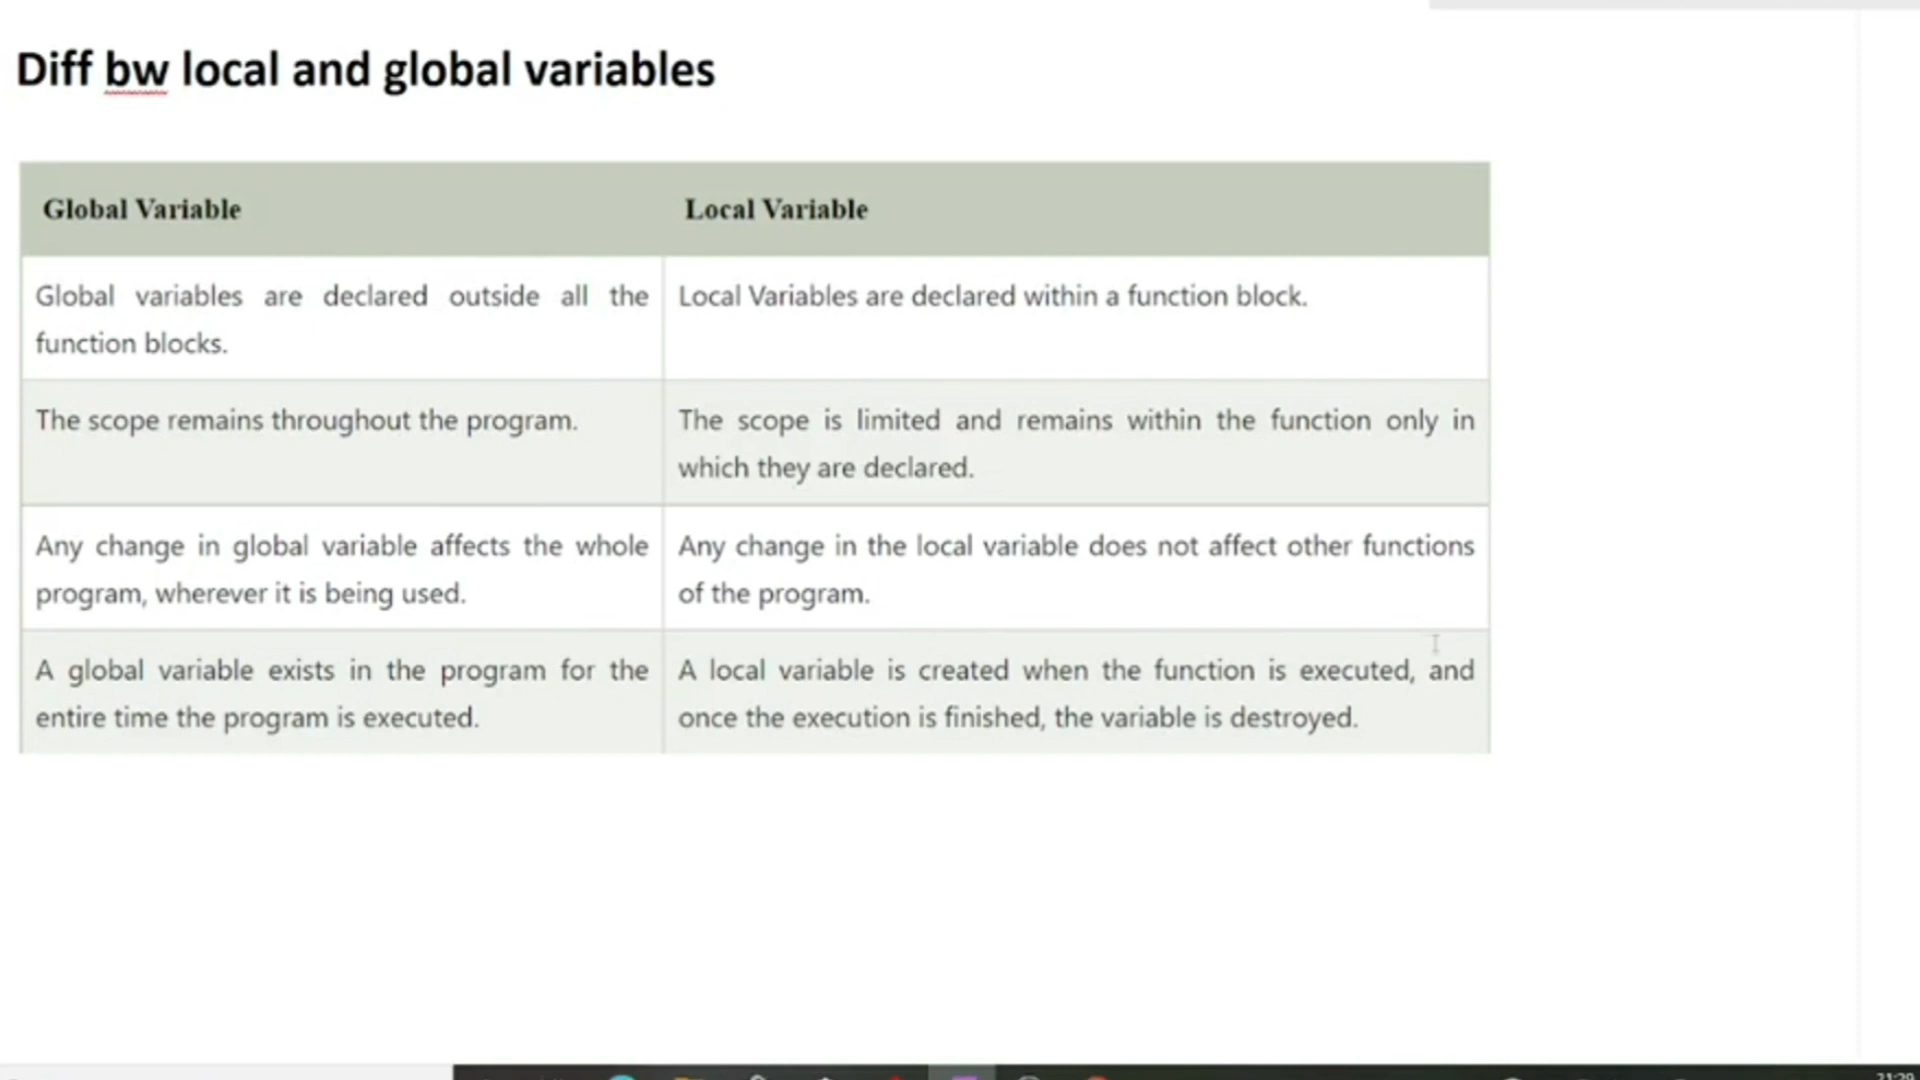 Diff bw local and global variables
Global Variable
Local Variable
Global variables are declared outside all the
function blocks.
Local Variables are declared within a function block.
The scope remains throughout the program.
The scope is limited and remains within the function only in
which they are declared.
Any change in global variable affects the whole
program, wherever it is being used.
Any change in the local variable does not affect other functions
of the program.
A global variable exists in the program for the
entire time the program is executed.
A local variable is created when the function is executed, and
once the execution is finished, the variable is destroyed.